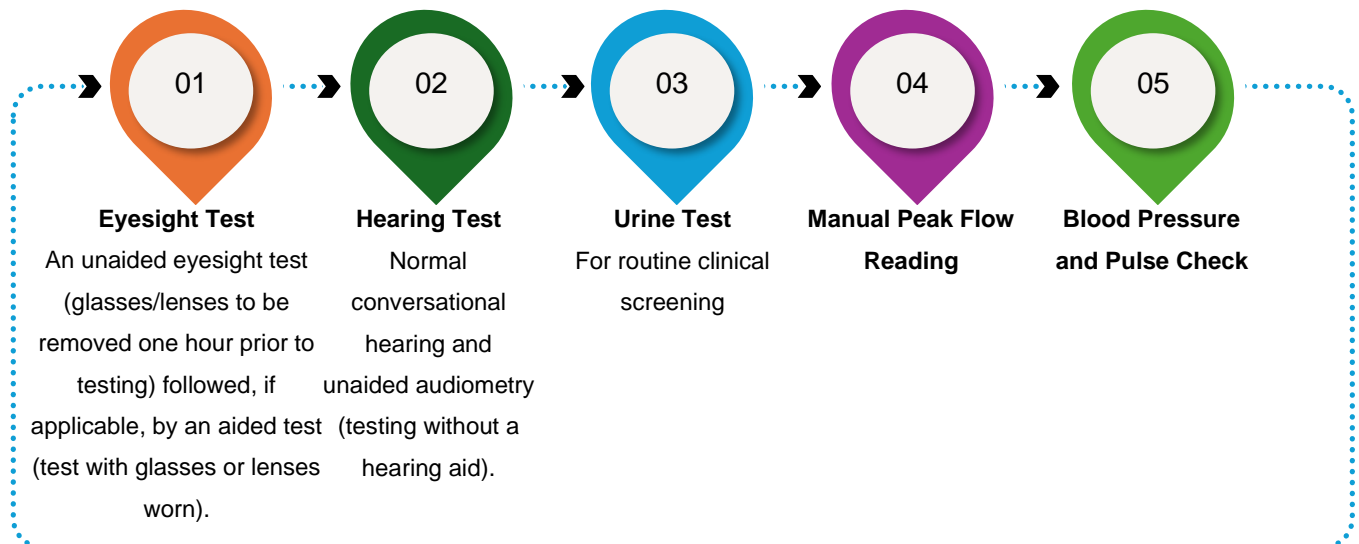 01
02
03
04
05
Eyesight Test
An unaided eyesight test
(glasses/lenses to be
removed one hour prior to
testing) followed, if
applicable, by an aided test
(test with glasses or lenses
worn).
Hearing Test
Normal
conversational
hearing and
unaided audiometry
(testing without a
hearing aid).
Urine Test
For routine clinical
screening
Manual Peak Flow
Reading
Blood Pressure
and Pulse Check